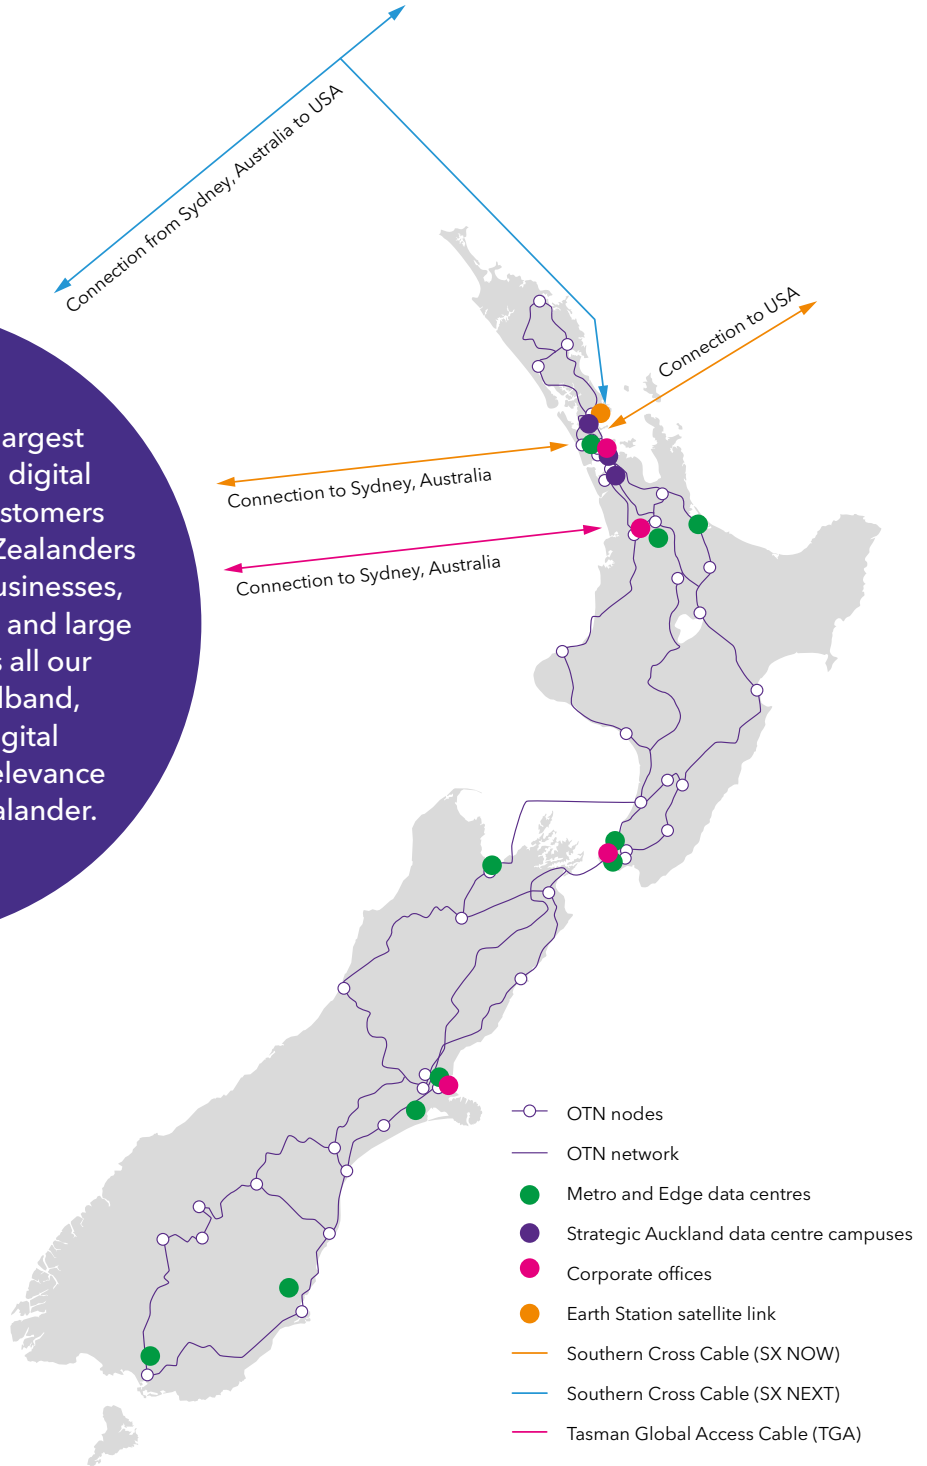 Connection from Sydney, Australia to USA
Connection to USA
Connection to Sydney, Australia
Connection to Sydney, Australia
argest
digital
stomers
Zealanders
usinesses,
and large
s all our
lband,
gital
elevance
alander.
OTN nodes
OTN network
Metro and Edge data centres
Strategic Auckland data centre campuses
Corporate offices
Earth Station satellite link
Southern Cross Cable (SX NOW)
Southern Cross Cable (SX NEXT)
Tasman Global Access Cable (TGA)